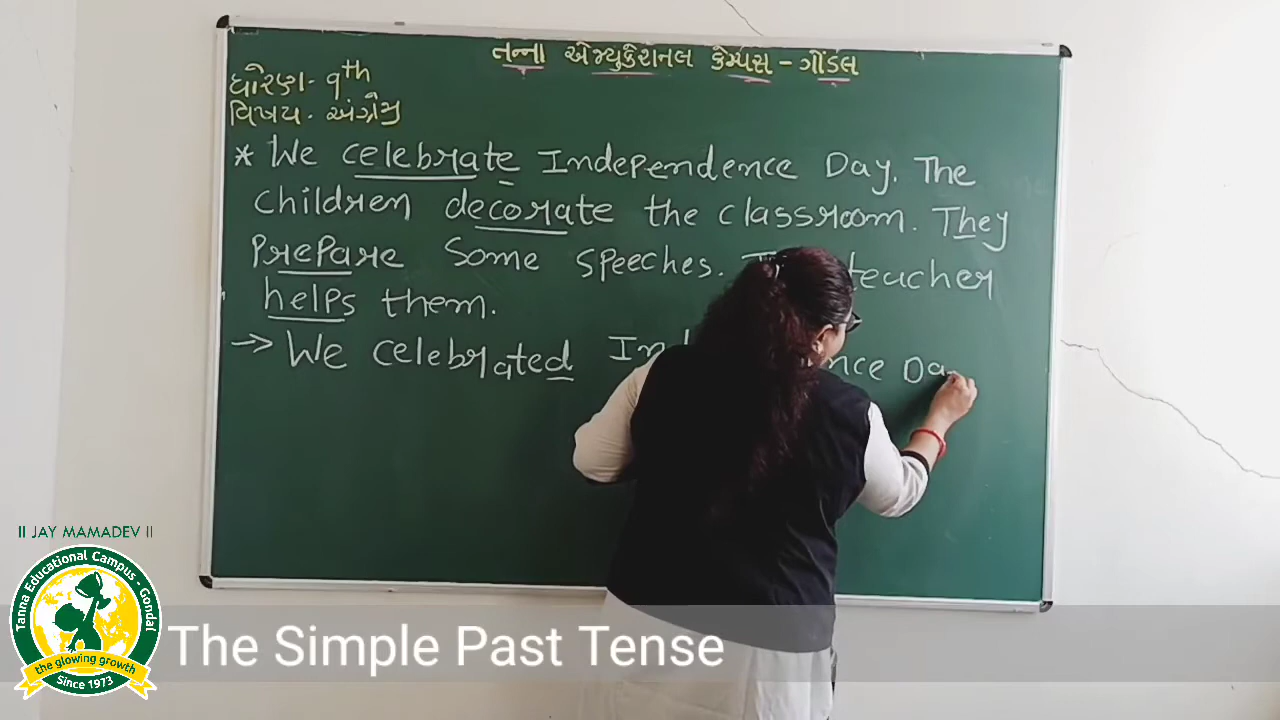 તન્ના એજ્યુકેશનલ કેમ્પસ - ગોંડલ
ધોરણ- ૧th
વિષય. અંગ્રેજી
* We celebrate Independence Day. The
children decorate the classroom. They
prepare some speeches. teacher
helps them.
→ We celebrated Da
II JAY MAMADEV II
Tanna Educational Campus - Gondal
the glowing growth
Since 1973
The Simple Past Tense